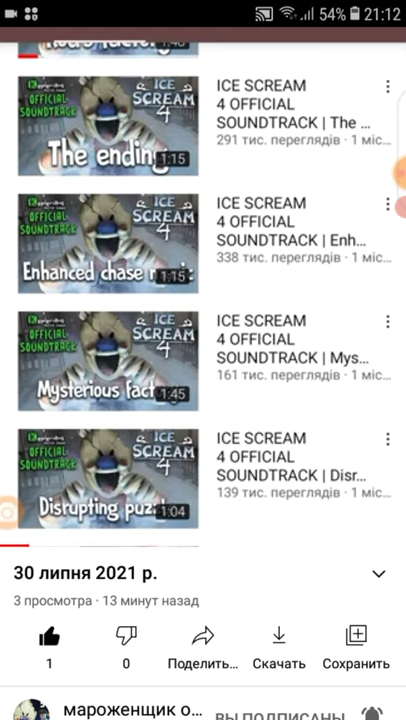 54% 21:12
1:48
OFFICIAL
SOUNDTRACK
ICE
SCREAM
4
The ending
1:15
ICE SCREAM
4 OFFICIAL
SOUNDTRACK | The ...
291 тис. переглядів · 1 міс...
OFFICIAL
SOUNDTRACK
ICE
SCREAM
4
Enhanced chase
1:15
ICE SCREAM
4 OFFICIAL
SOUNDTRACK | Enh...
338 тис. переглядів · 1 міс...
OFFICIAL
SOUNDTRACK
ICE
SCREAM
4
Mysterious fact
1:45
ICE SCREAM
4 OFFICIAL
SOUNDTRACK | Mys...
161 тис. переглядів · 1 міс...
OFFICIAL
SOUNDTRACK
ICE
SCREAM
4
Disrupting puz
1:04
ICE SCREAM
4 OFFICIAL
SOUNDTRACK | Disr...
139 тис. переглядів · 1 міс...
30 липня 2021 р.
3 просмотра · 13 минут назад
1 0 Поделить... Скачать Сохранить
мароженщик о...
ВЫ ПОДПИСАНЫ